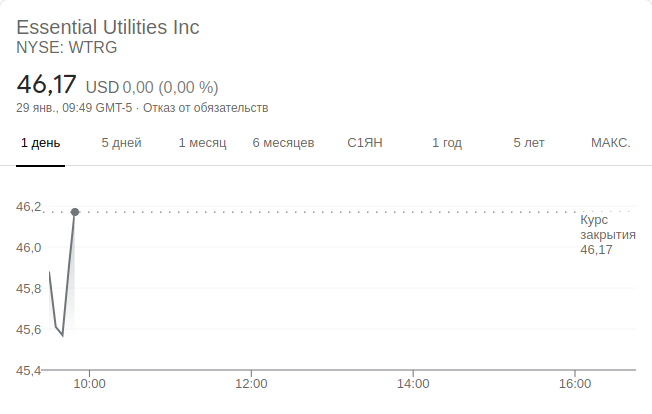 Essential Utilities Inc
NYSE: WTRG
46,17 USD 0,00 (0,00 %)
29 янв., 09:49 GMT-5 · Отказ от обязательств
1 день 5 дней 1 месяц 6 месяцев С1ЯН 1 год 5 лет МАКС.
46,2
Курс
закрытия
46,17
46,0
45,8
45,6
45,4
10:00 12:00 14:00 16:00